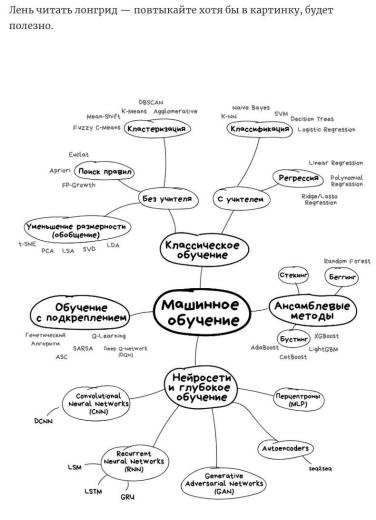 Лень читать лонгрид — повтыкайте хотя бы в картинку, будет
полезно.
DBSCAN
K-Means Agglomerative
Mean-Shift
Fuzzy C-Means
Кластеризация
Euclat
Apriori
Поиск правил
FP-Growth
Без учителя
Уменьшение размерности
(обобщение)
t-SNE
PCA
LSA
SVD
LDA
Naive Bayes
SVM
K-NN
Decision Trees
Классификация
Logistic Regression
Linear Regression
Регрессия
Polynomial
Regression
Ridge/Lasso
Regression
С учителем
Классическое
обучение
Random Forest
Стекинг
Беггинг
Обучение
с подкреплением
Машинное
обучение
Ансамблевые
методы
Генетический
Алгоритм
Q-Learning
SARSA
Deep Q-Network
(DQN)
ASC
Бустинг
XGBoost
AdaBoost
LightGBM
CatBoost
Нейросети
и глубокое
обучение
Convolutional
Neural Networks
(CNN)
DCNN
Перцептроны
(MLP)
Recurrent
Neural Networks
(RNN)
LSM
LSTM
GRU
Generative
Adversarial Networks
(GAN)
Autoencoders
seq2seq